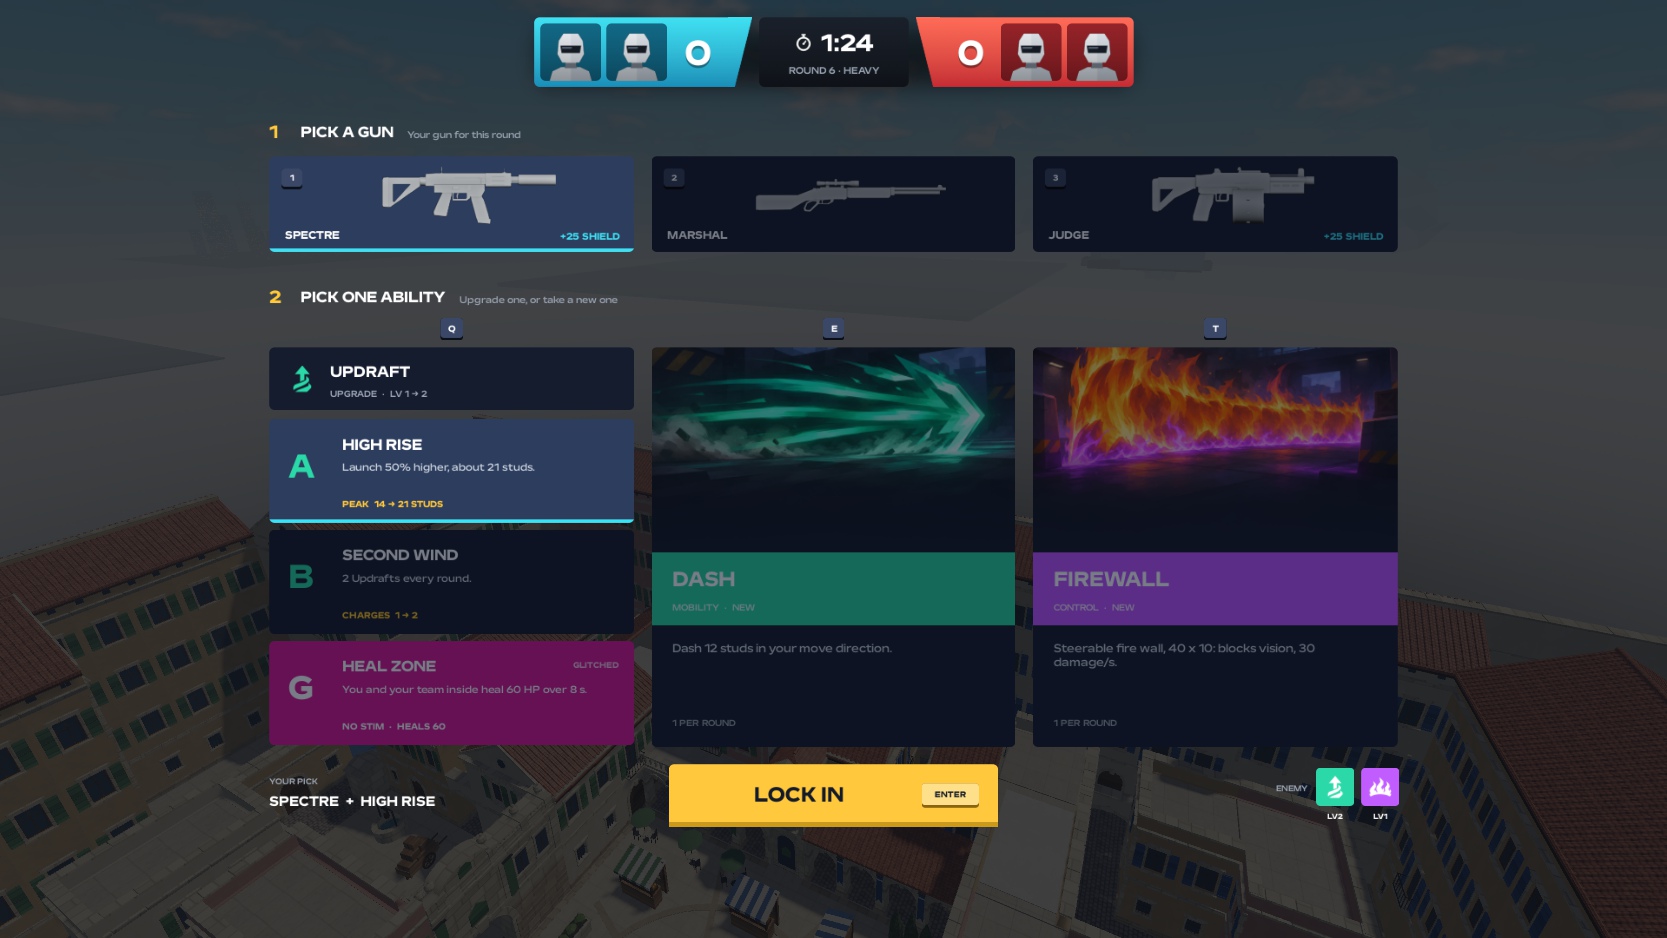 0
1:24
ROUND 6 · HEAVY
0
1 PICK A GUN Your gun for this round
1
SPECTRE +25 SHIELD
2
MARSHAL
3
JUDGE +25 SHIELD
2 PICK ONE ABILITY Upgrade one, or take a new one
Q
UPDRAFT
UPGRADE · LV 1 → 2
A
HIGH RISE
Launch 50% higher, about 21 studs.
PEAK 14 → 21 STUDS
B
SECOND WIND
2 Updrafts every round.
CHARGES 1 → 2
G
HEAL ZONE GLITCHED
You and your team inside heal 60 HP over 8 s.
NO STIM · HEALS 60
E
DASH
MOBILITY · NEW
Dash 12 studs in your move direction.
1 PER ROUND
T
FIREWALL
CONTROL · NEW
Steerable fire wall, 40 x 10: blocks vision, 30
damage/s.
1 PER ROUND
YOUR PICK
SPECTRE + HIGH RISE
LOCK IN ENTER
ENEMY
LV2 LV1